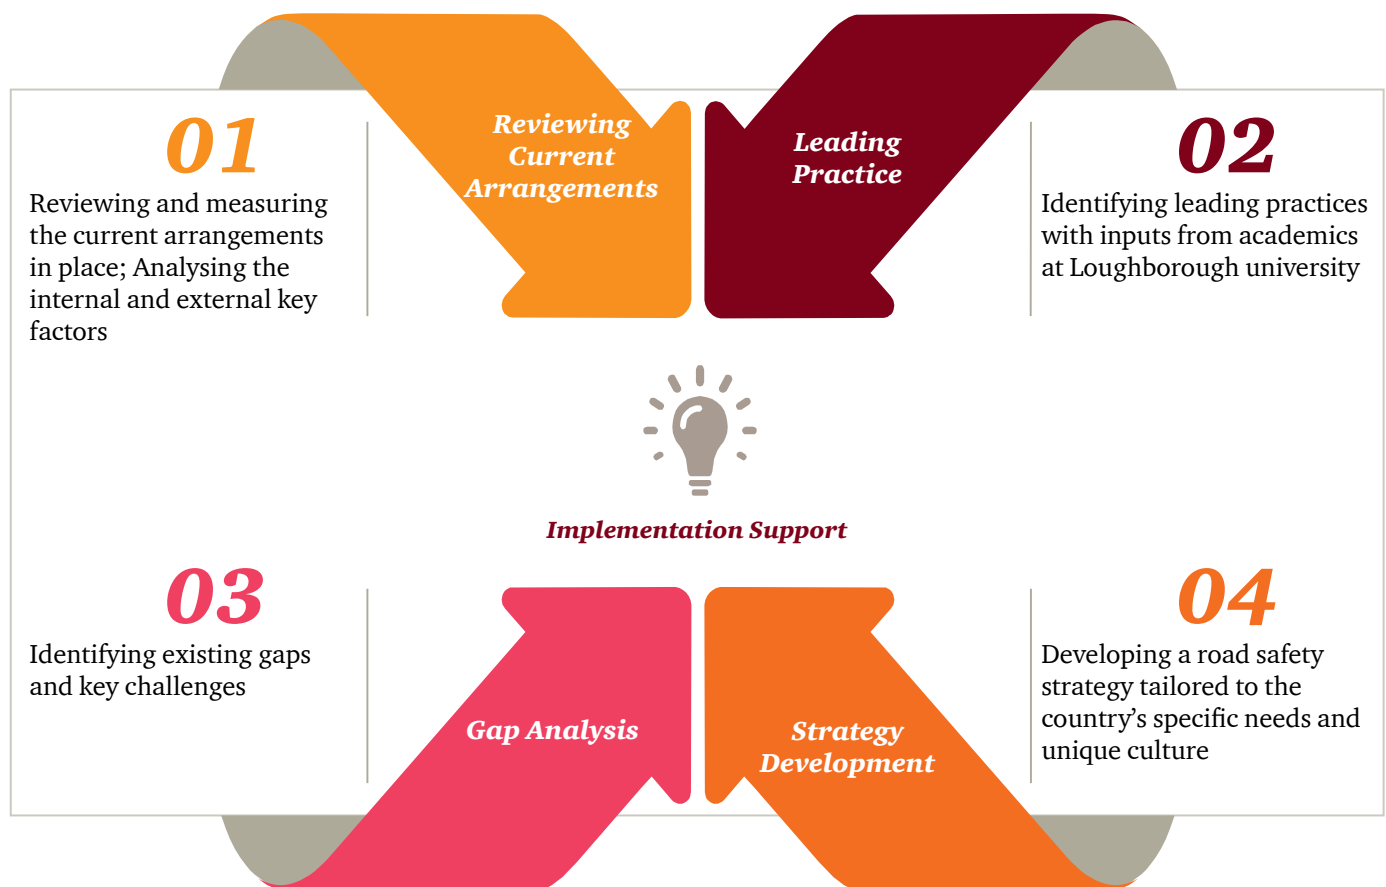 01
Reviewing and measuring
the current arrangements
in place; Analysing the
internal and external key
factors
Reviewing
Current
Arrangements
Leading
Practice
02
Identifying leading practices
with inputs from academics
at Loughborough university
Implementation Support
03
Identifying existing gaps
and key challenges
Gap Analysis
Strategy
Development
04
Developing a road safety
strategy tailored to the
country’s specific needs and
unique culture